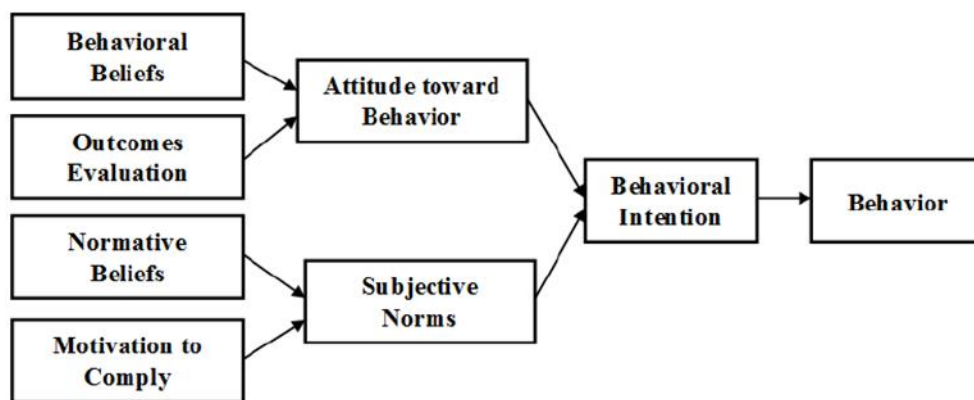 Behavioral
Beliefs
Outcomes
Evaluation
Normative
Beliefs
Motivation to
Comply
Attitude toward
Behavior
Subjective
Norms
Behavioral
Intention
Behavior